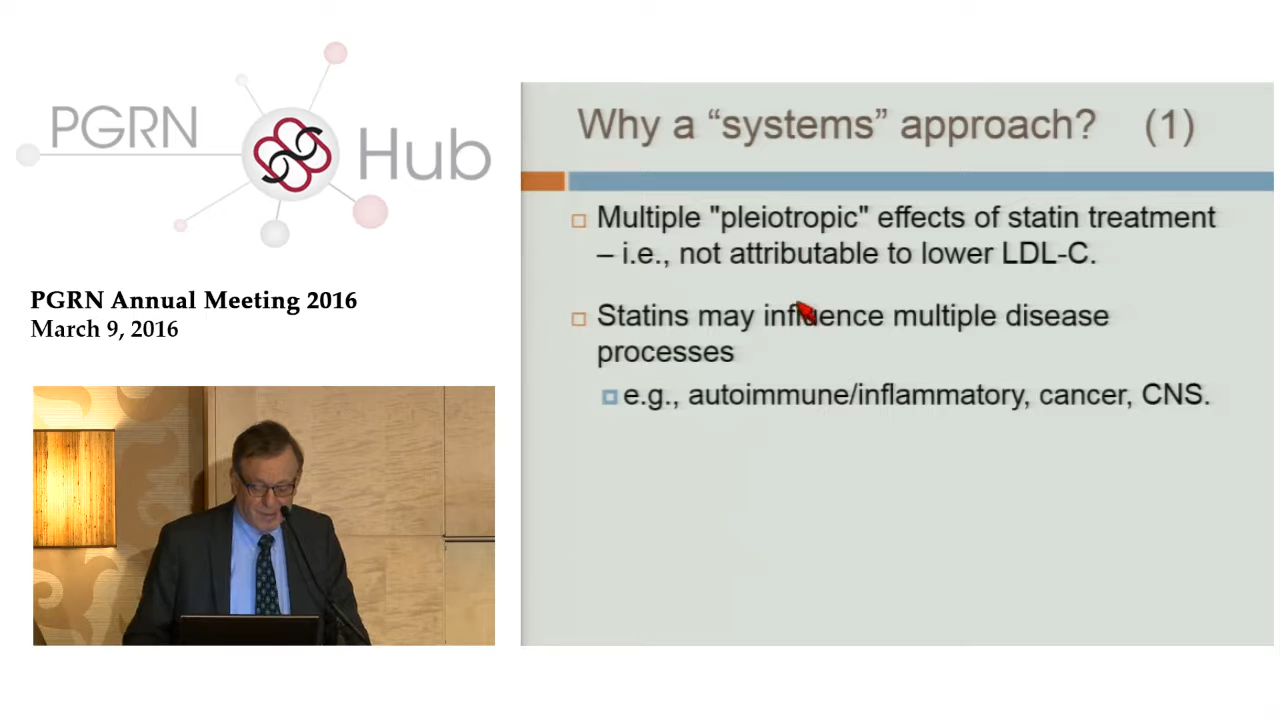 PGRN Hub
PGRN Annual Meeting 2016
March 9, 2016
Why a “systems” approach? (1)
Multiple "pleiotropic" effects of statin treatment
– i.e., not attributable to lower LDL-C.
Statins may influence multiple disease
processes
e.g., autoimmune/inflammatory, cancer, CNS.